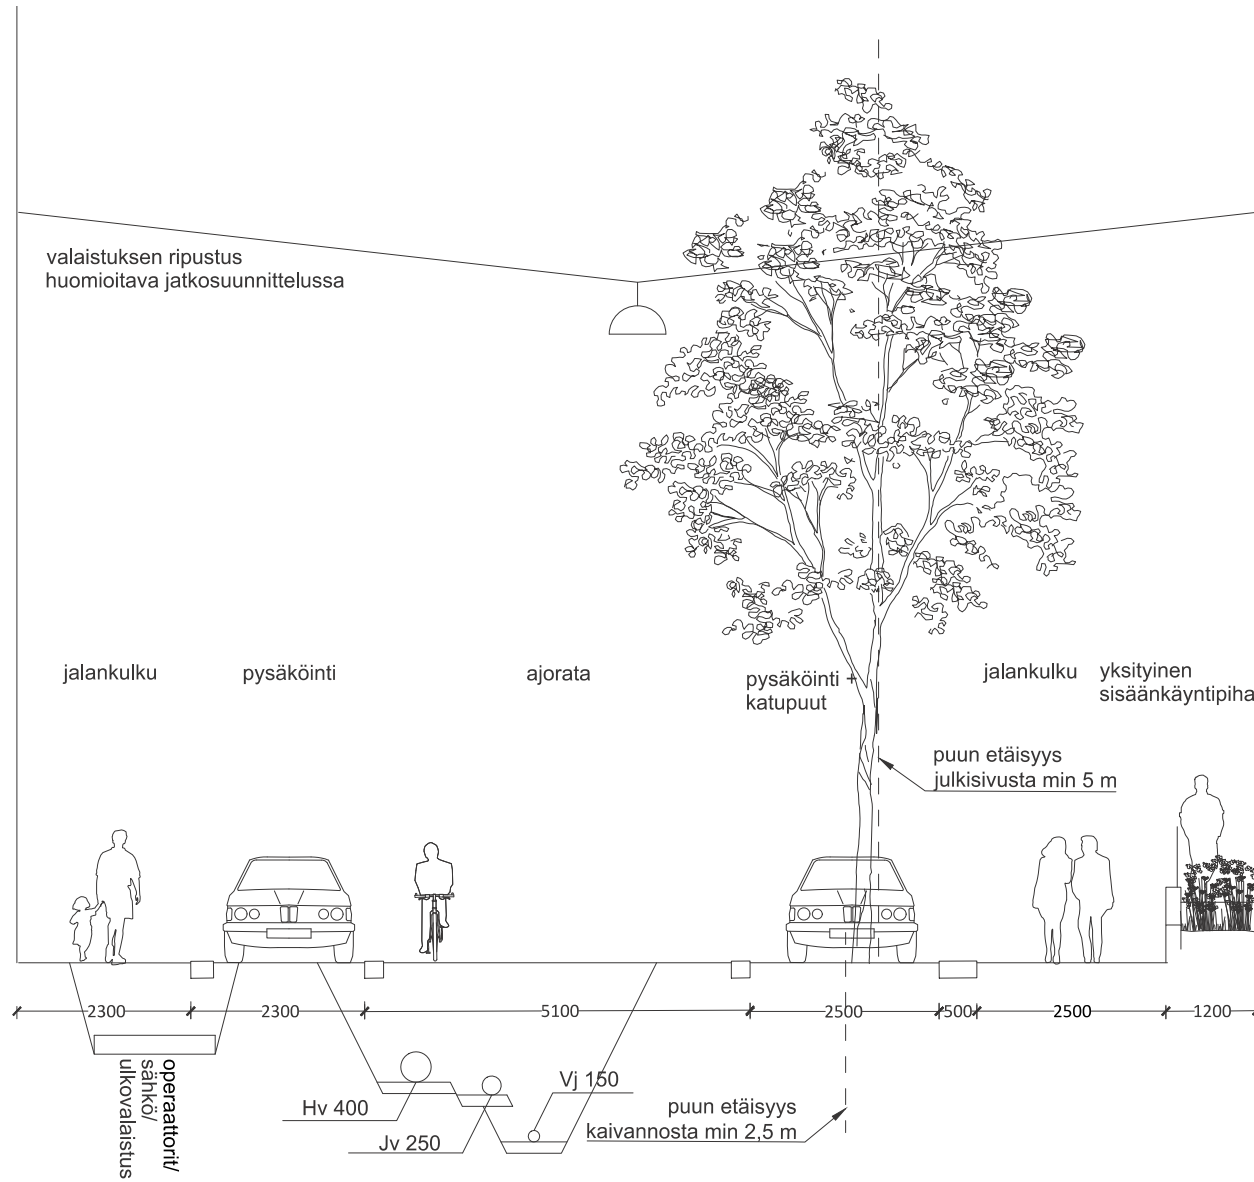 valaistuksen ripustus
huomioitava jatkosuunnittelussa
jalankulku
pysäköinti
ajorata
pysäköinti +
katupuut
jalankulku
yksityinen
sisäänkäyntipiha
puun etäisyys
julkisivusta min 5 m
2300
2300
5100
2500
500
2500
1200
operaattorit/
sähkö/
ulkovalaistus
Hv 400
Jv 250
Vj 150
puun etäisyys
kaivannosta min 2,5 m